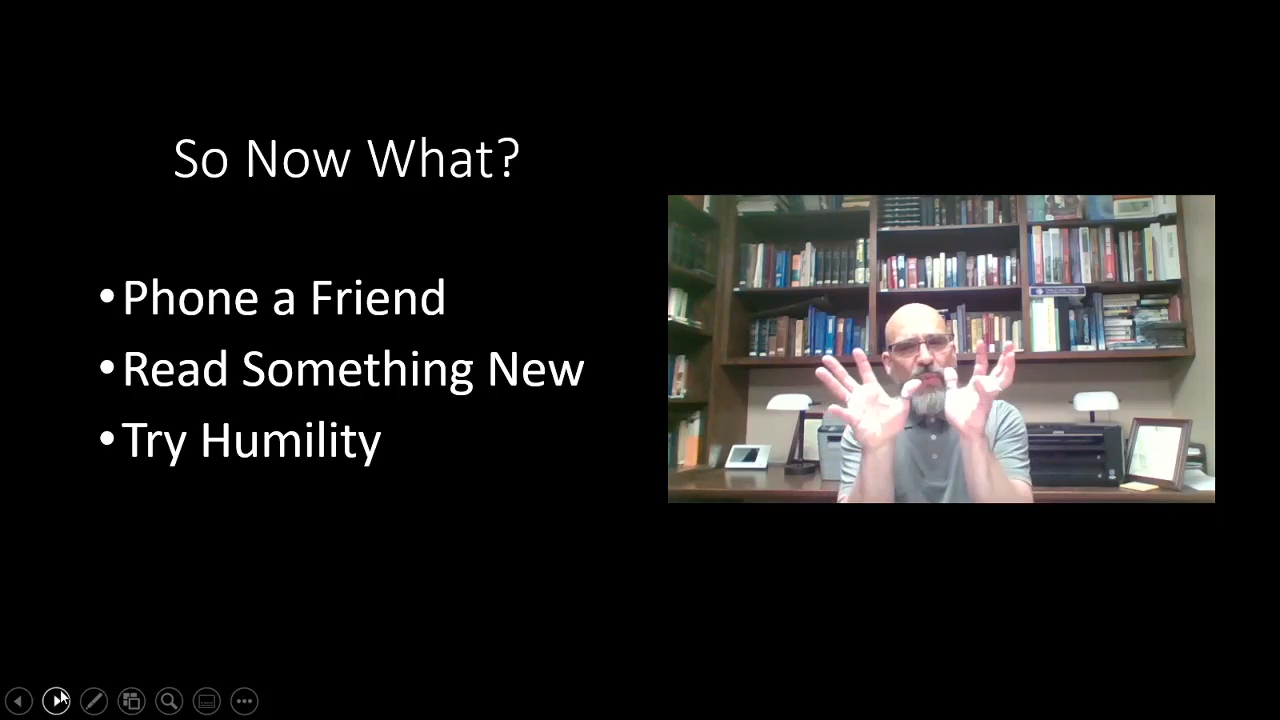 So Now What?
•Phone a Friend
•Read Something New
•Try Humility